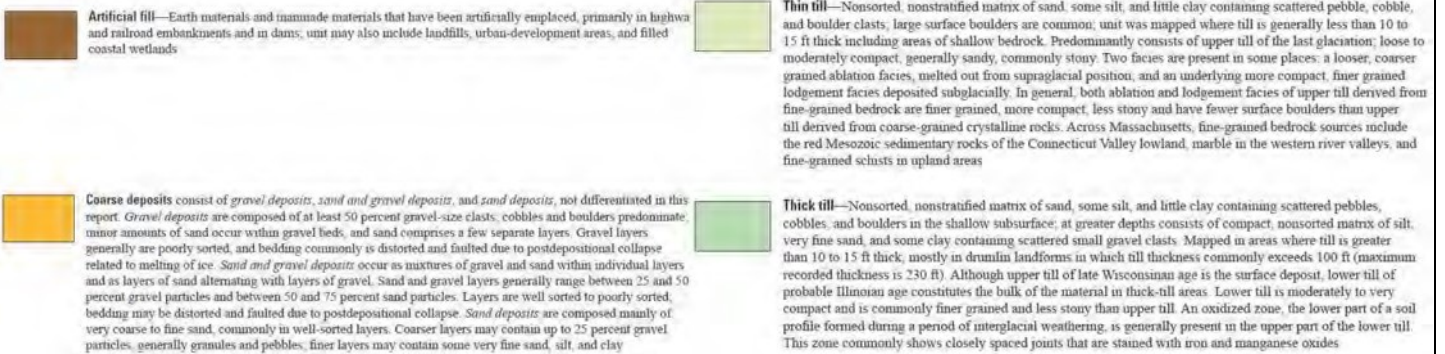 Artificial fill—Earth materials and manmade materials that have been artificially emplaced, primarily in highwa
and railroad embankments and in dams; unit may also include landfills, urban-development areas, and filled
coastal wetlands
Thin till—Nonsorted, nonstratified matrix of sand, some silt, and little clay containing scattered pebble, cobble,
and boulder clasts; large surface boulders are common; unit was mapped where till is generally less than 10 to
15 ft thick including areas of shallow bedrock. Predominantly consists of upper till of the last glaciation; loose to
moderately compact, generally sandy, commonly stony. Two facies are present in some places; a looser, coarser
grained ablation facies, melted out from supraglacial position; and an underlying more compact, finer grained
lodgement facies deposited subglacially. In general, both ablation and lodgement facies of upper till derived from
fine-grained bedrock are finer grained, more compact, less stony and have fewer surface boulders than upper
till derived from coarse-grained crystalline rocks. Across Massachusetts, fine-grained bedrock sources include
the red Mesozoic sedimentary rocks of the Connecticut Valley lowland, marble in the western river valleys, and
fine-grained schists in upland areas
Coarse deposits consist of gravel deposits, sand and gravel deposits, and sand deposits, not differentiated in this
report. Gravel deposits are composed of at least 50 percent gravel-size clasts; cobbles and boulders predominate;
minor amounts of sand occur within gravel beds, and sand comprises a few separate layers. Gravel layers
generally are poorly sorted, and bedding commonly is distorted and faulted due to postdepositional collapse
related to melting of ice. Sand and gravel deposits occur as mixtures of gravel and sand within individual layers
and as layers of sand alternating with layers of gravel. Sand and gravel layers generally range between 25 and 50
percent gravel particles and between 50 and 75 percent sand particles. Layers are well sorted to poorly sorted;
bedding may be distorted and faulted due to postdepositional collapse. Sand deposits are composed mainly of
very coarse to fine sand, commonly in well-sorted layers. Coarser layers may contain up to 25 percent gravel
particles, generally granules and pebbles; finer layers may contain some very fine sand, silt, and clay
Thick till—Nonsorted, nonstratified matrix of sand, some silt, and little clay containing scattered pebbles,
cobbles, and boulders in the shallow subsurface; at greater depths consists of compact, nonsorted matrix of silt,
very fine sand, and some clay containing scattered small gravel clasts. Mapped in areas where till is greater
than 10 to 15 ft thick, mostly in drumlin landforms in which till thickness commonly exceeds 100 ft (maximum
recorded thickness is 230 ft). Although upper till of late Wisconsinan age is the surface deposit, lower till of
probable Illinoian age constitutes the bulk of the material in thick-till areas. Lower till is moderately to very
compact and is commonly finer grained and less stony than upper till. An oxidized zone, the lower part of a soil
profile formed during a period of interglacial weathering, is generally present in the upper part of the lower till.
This zone commonly shows closely spaced joints that are stained with iron and manganese oxides